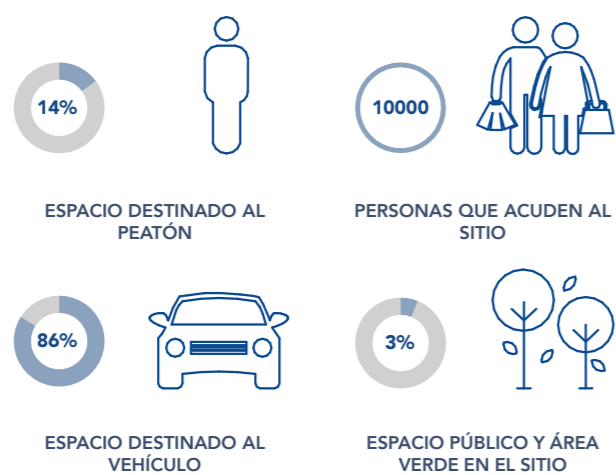 14%
ESPACIO DESTINADO AL
PEATÓN
10000
PERSONAS QUE ACUDEN AL
SITIO
86%
ESPACIO DESTINADO AL
VEHÍCULO
3%
ESPACIO PÚBLICO Y ÁREA
VERDE EN EL SITIO